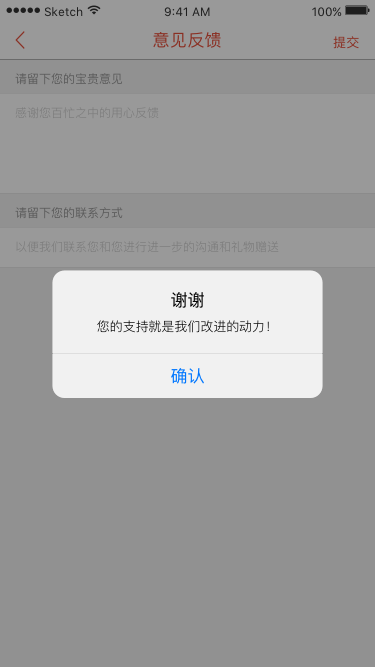 Sketch 9:41 AM 100%
意见反馈 提交
请留下您的宝贵意见
感谢您百忙之中的用心反馈
请留下您的联系方式
以便我们联系您和您进行进一步的沟通和礼物赠送
谢谢
您的支持就是我们改进的动力！
确认